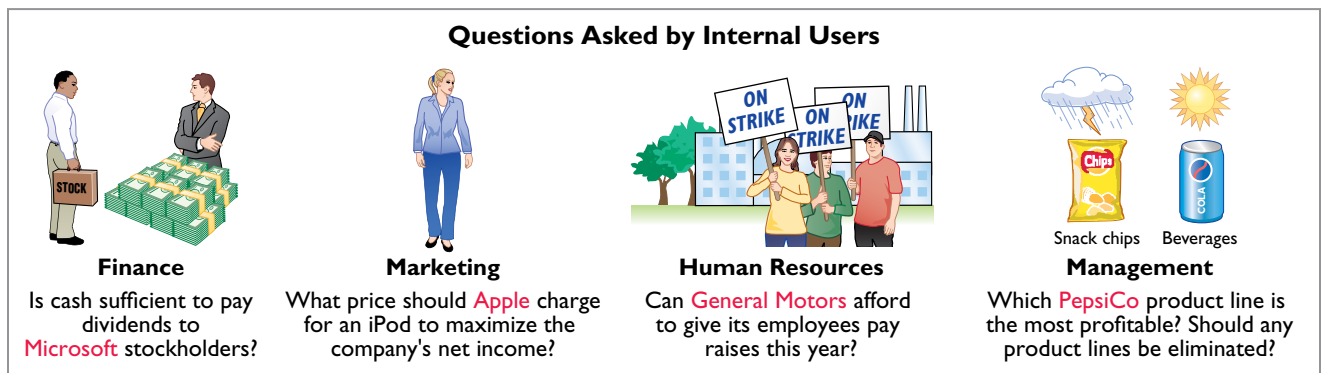 Questions Asked by Internal Users
STOCK
ON
STRIKE
ON
STRIKE
ON
IKE
Chips
COLA
Snack chips
Beverages
Finance
Is cash sufficient to pay
dividends to
Microsoft stockholders?
Marketing
What price should Apple charge
for an iPod to maximize the
company's net income?
Human Resources
Can General Motors afford
to give its employees pay
raises this year?
Management
Which PepsiCo product line is
the most profitable? Should any
product lines be eliminated?